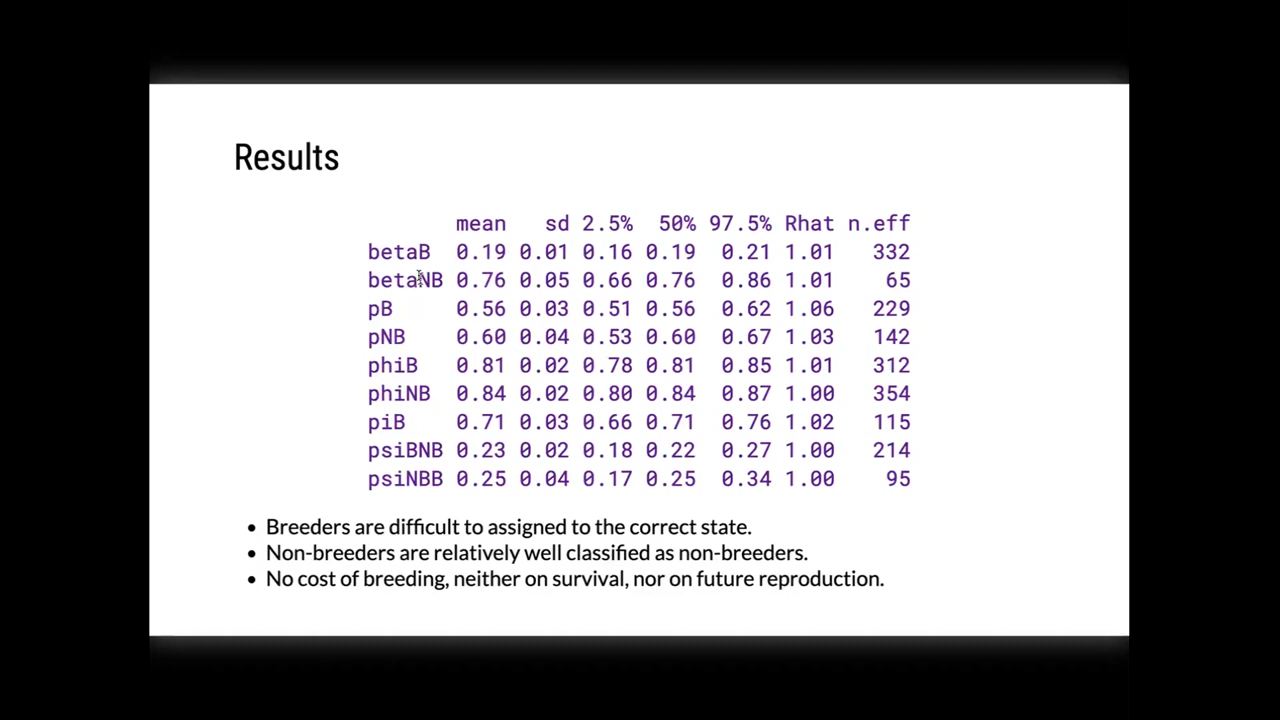 Results
mean sd 2.5% 50% 97.5% Rhat n.eff
betaB 0.19 0.01 0.16 0.19 0.21 1.01 332
betaNB 0.76 0.05 0.66 0.76 0.86 1.01 65
pB 0.56 0.03 0.51 0.56 0.62 1.06 229
pNB 0.60 0.04 0.53 0.60 0.67 1.03 142
phiB 0.81 0.02 0.78 0.81 0.85 1.01 312
phiNB 0.84 0.02 0.80 0.84 0.87 1.00 354
piB 0.71 0.03 0.66 0.71 0.76 1.02 115
psiBNB 0.23 0.02 0.18 0.22 0.27 1.00 214
psiNBB 0.25 0.04 0.17 0.25 0.34 1.00 95
• Breeders are difficult to assigned to the correct state.
• Non-breeders are relatively well classified as non-breeders.
• No cost of breeding, neither on survival, nor on future reproduction.